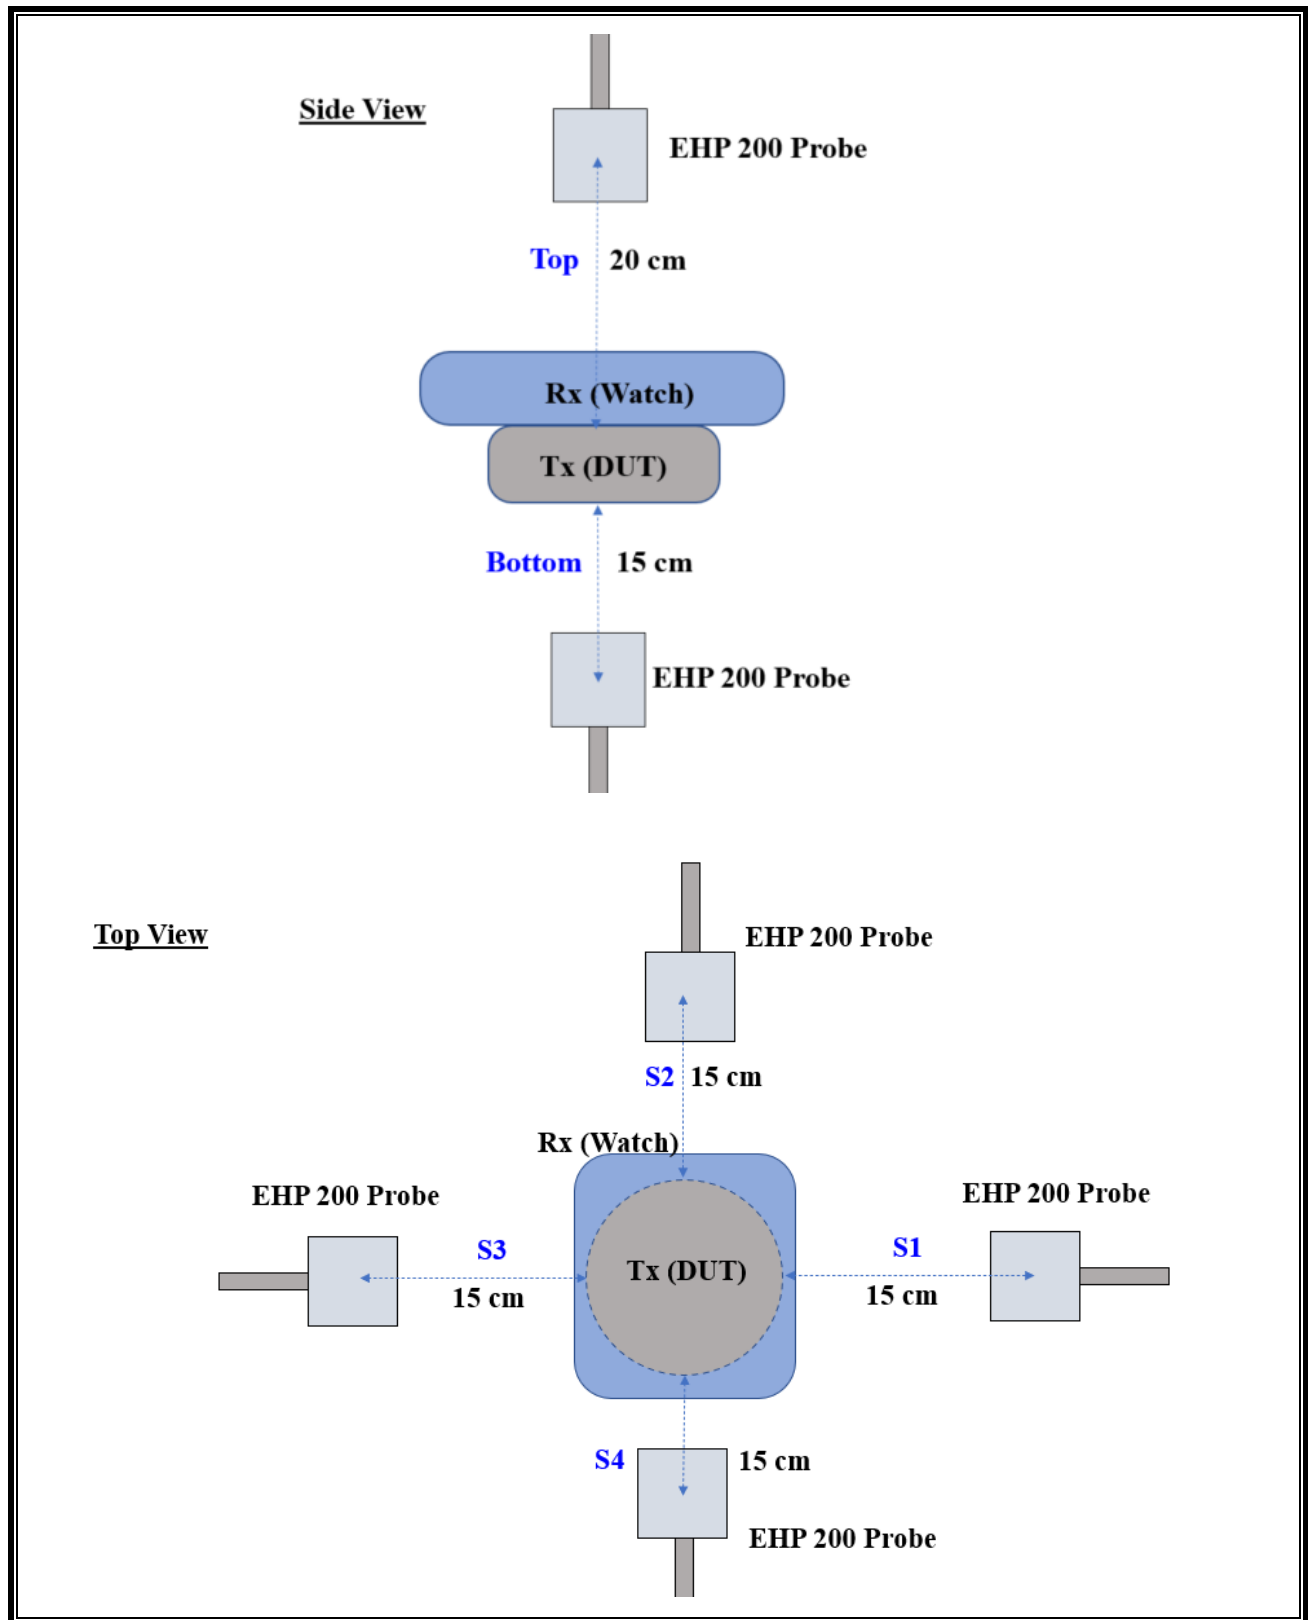 Side View
EHP 200 Probe
Top 20 cm
Rx (Watch)
Tx (DUT)
Bottom 15 cm
EHP 200 Probe
Top View
EHP 200 Probe
S2 15 cm
Rx (Watch)
EHP 200 Probe
EHP 200 Probe
S3
S1
Tx (DUT)
15 cm
15 cm
S4 15 cm
EHP 200 Probe